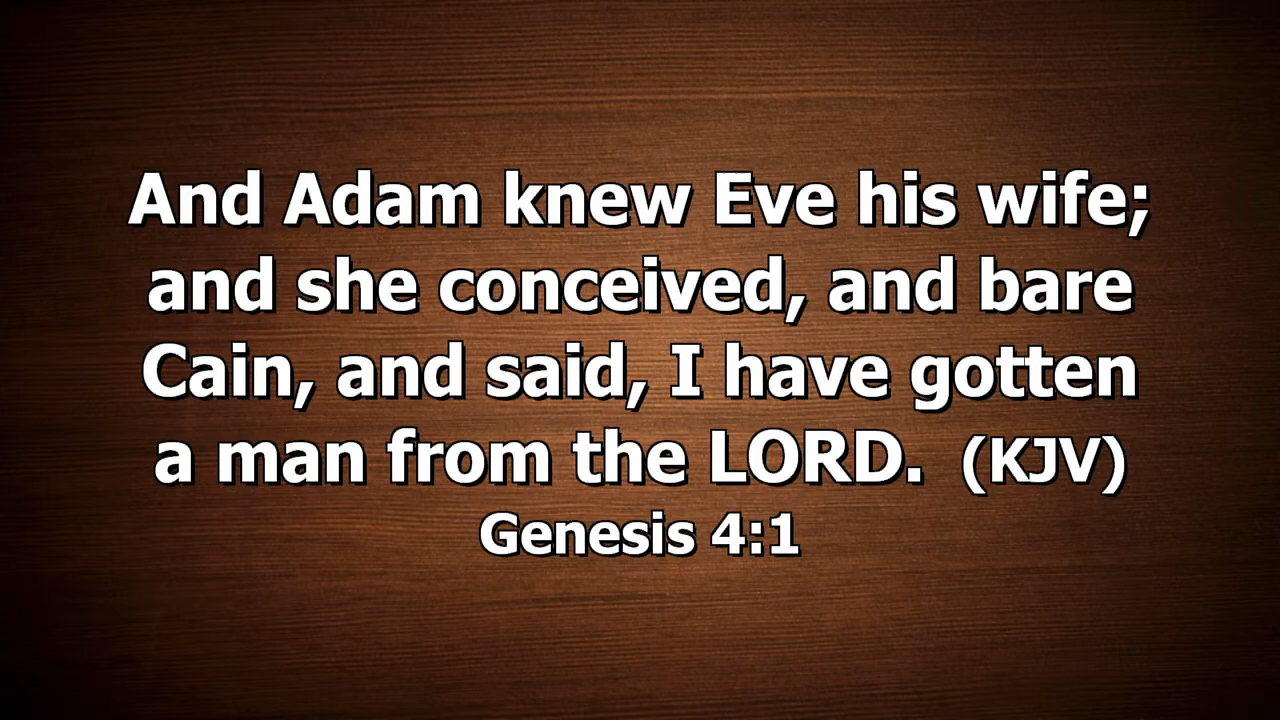 And Adam knew Eve his wife;
and she conceived, and bare
Cain, and said, I have gotten
a man from the LORD.  (KJV)
Genesis 4:1